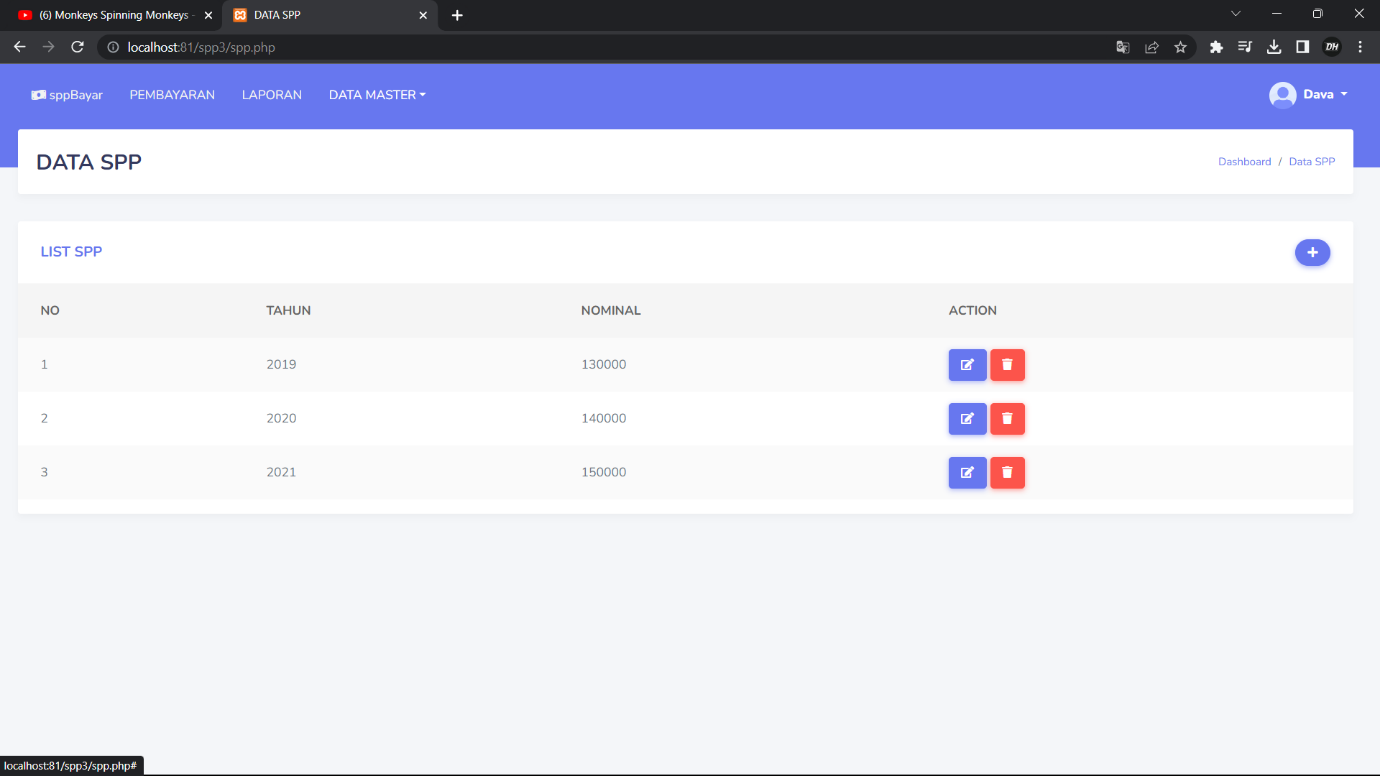 (6) Monkeys Spinning Monkeys -
DATA SPP
localhost:81/spp3/spp.php
DH
sppBayar PEMBAYARAN LAPORAN DATA MASTER Dava
DATA SPP
Dashboard / Data SPP
LIST SPP
NO TAHUN NOMINAL ACTION
1 2019 130000
2 2020 140000
3 2021 150000
localhost:81/spp3/spp.php#